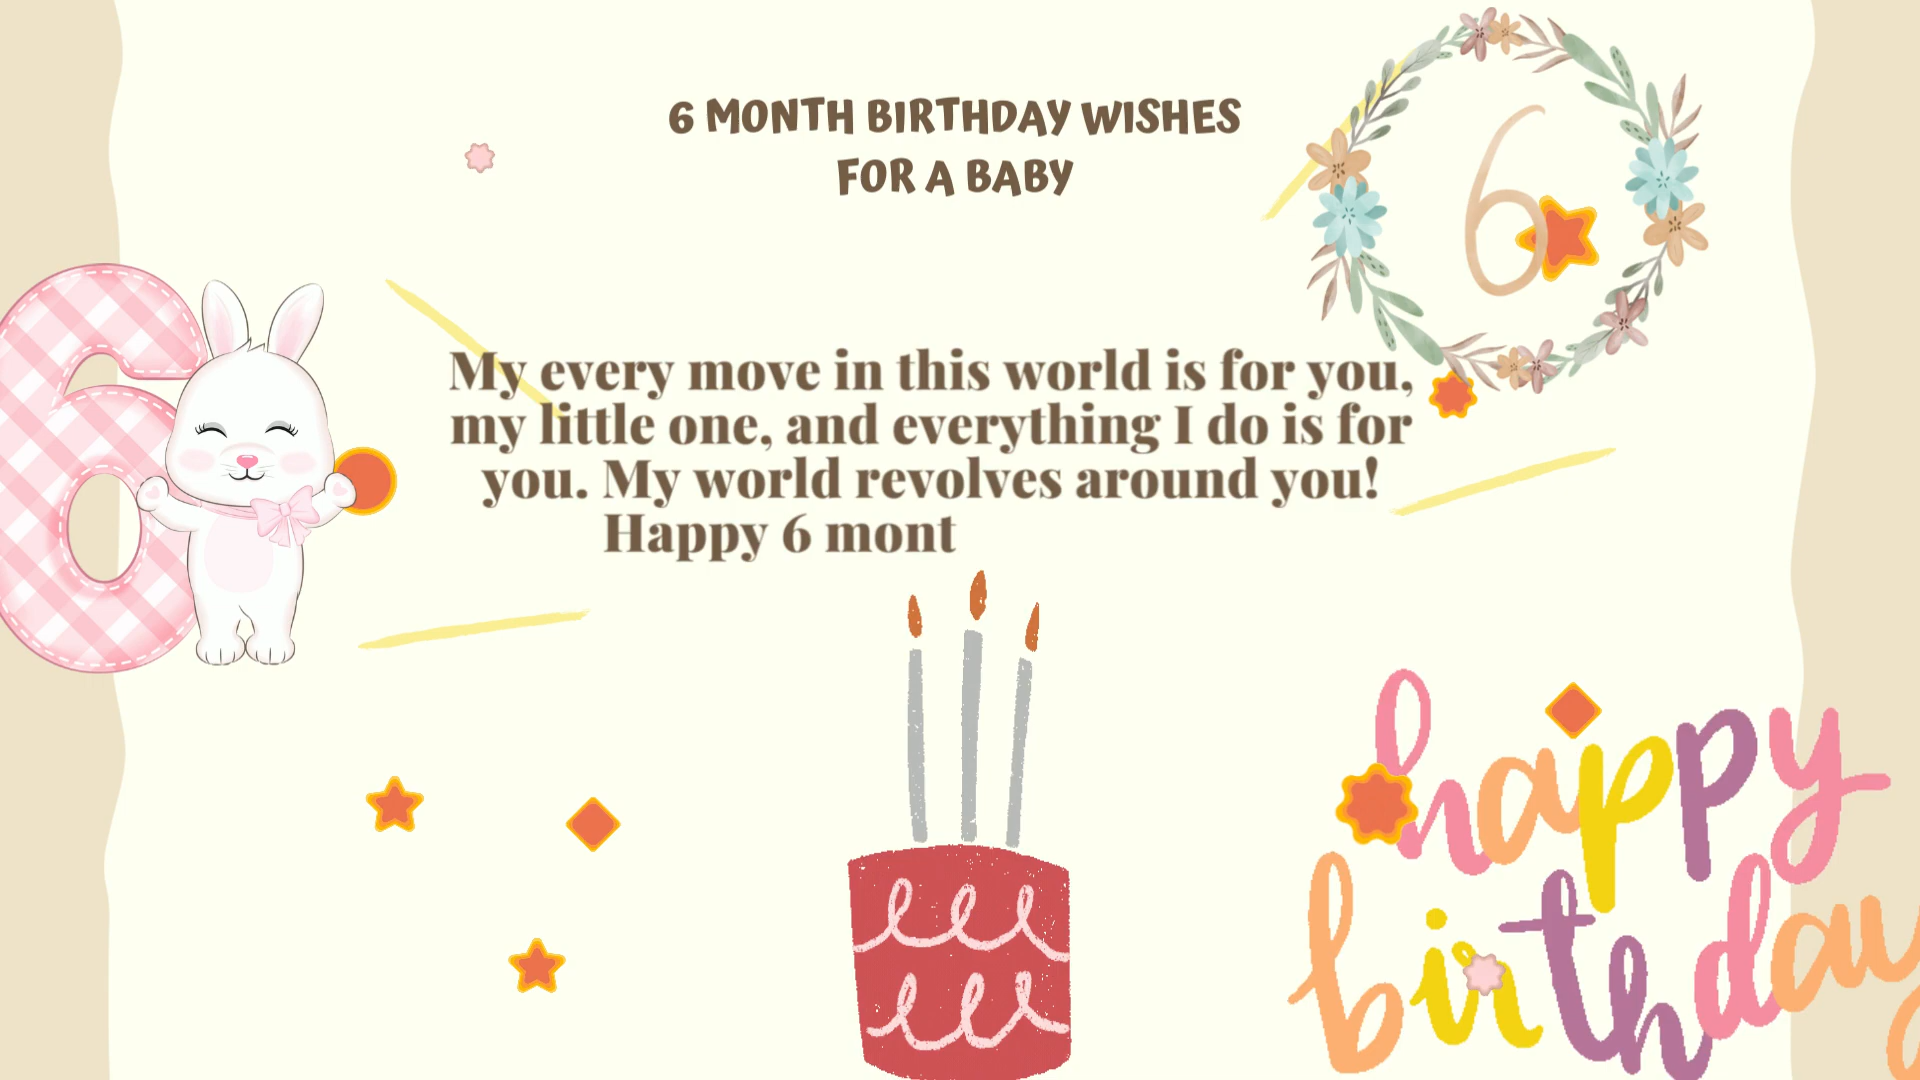 6 MONTH BIRTHDAY WISHES
FOR A BABY
6
6
My every move in this world is for you,
my little one, and everything I do is for
you. My world revolves around you!
Happy 6 mont
happy
birthday